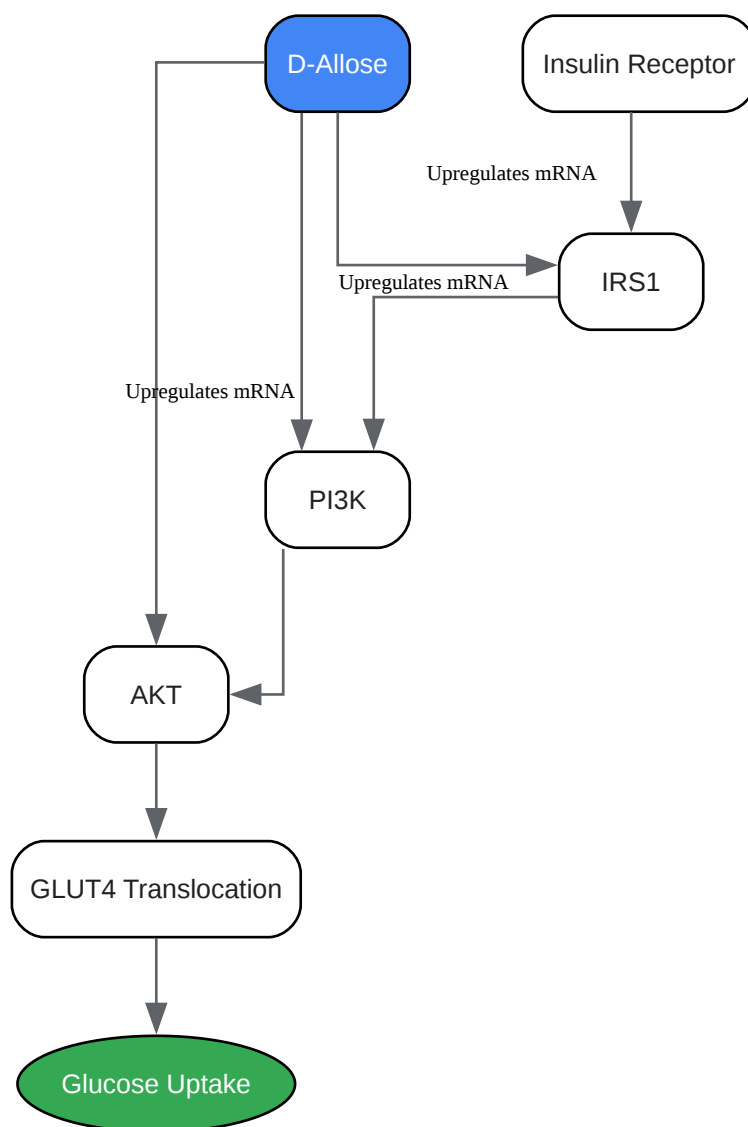 D-Allose
Insulin Receptor
Upregulates mRNA
IRS1
Upregulates mRNA
Upregulates mRNA
PI3K
AKT
GLUT4 Translocation
Glucose Uptake